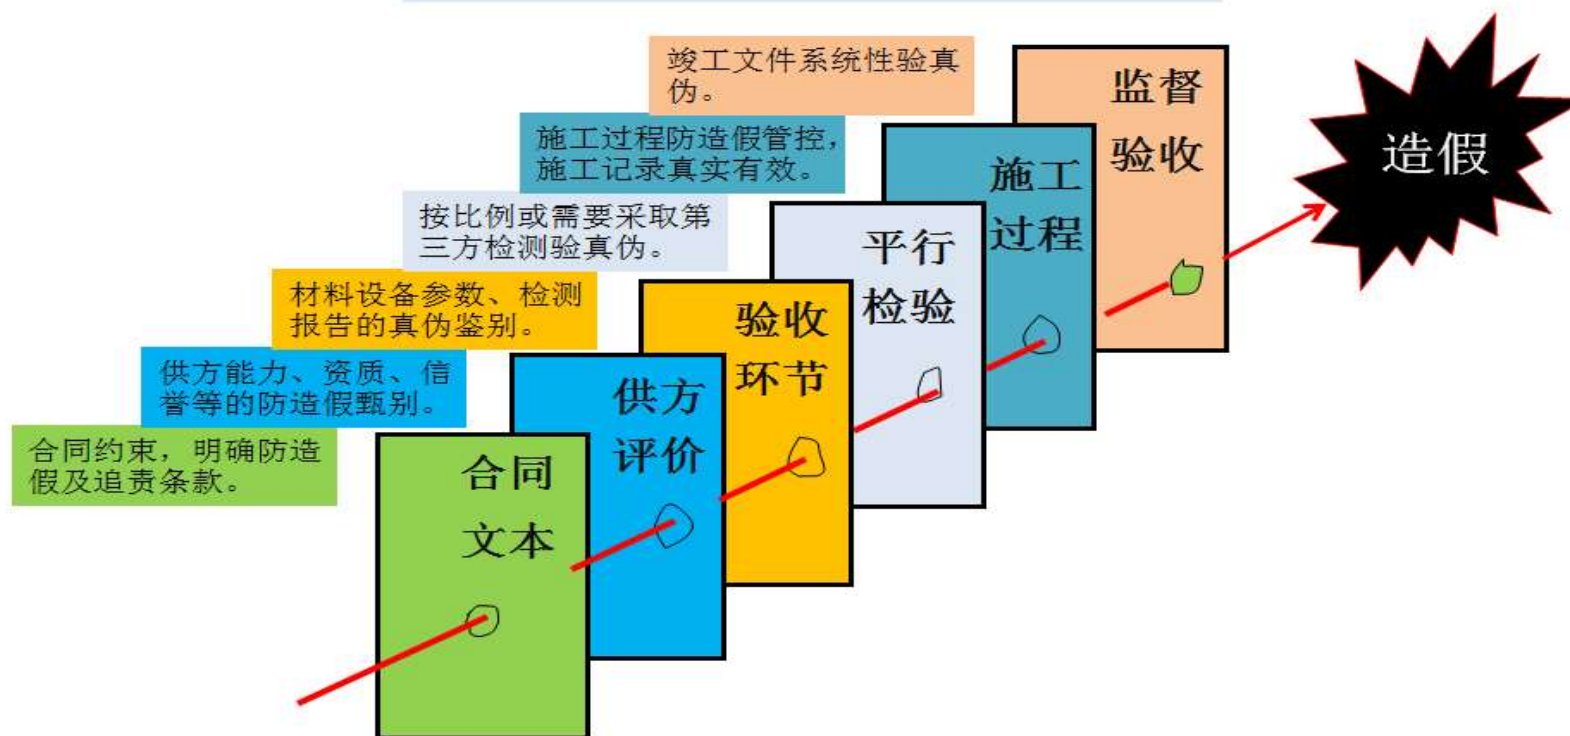 竣工文件系统性验真
伪。
监督
验收
造假
施工过程防造假管控，
施工记录真实有效。
施工
过程
按比例或需要采取第
三方检测验真伪。
平行
检验
材料设备参数、检测
报告的真伪鉴别。
验收
环节
供方能力、资质、信
誉等的防造假甄别。
供方
评价
合同约束，明确防造
假及追责条款。
合同
文本